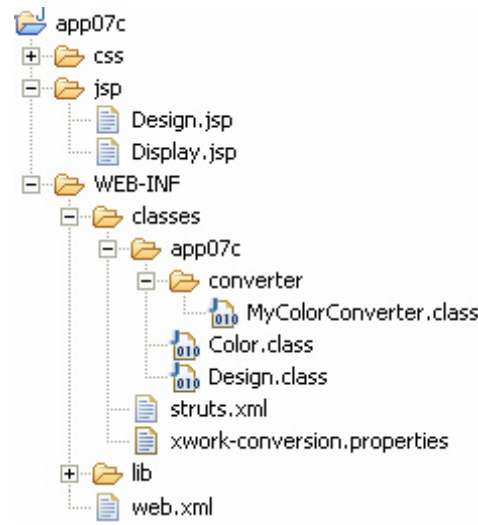 app07c
css
jsp
Design.jsp
Display.jsp
WEB-INF
classes
app07c
converter
MyColorConverter.class
Color.class
Design.class
struts.xml
xwork-conversion.properties
lib
web.xml